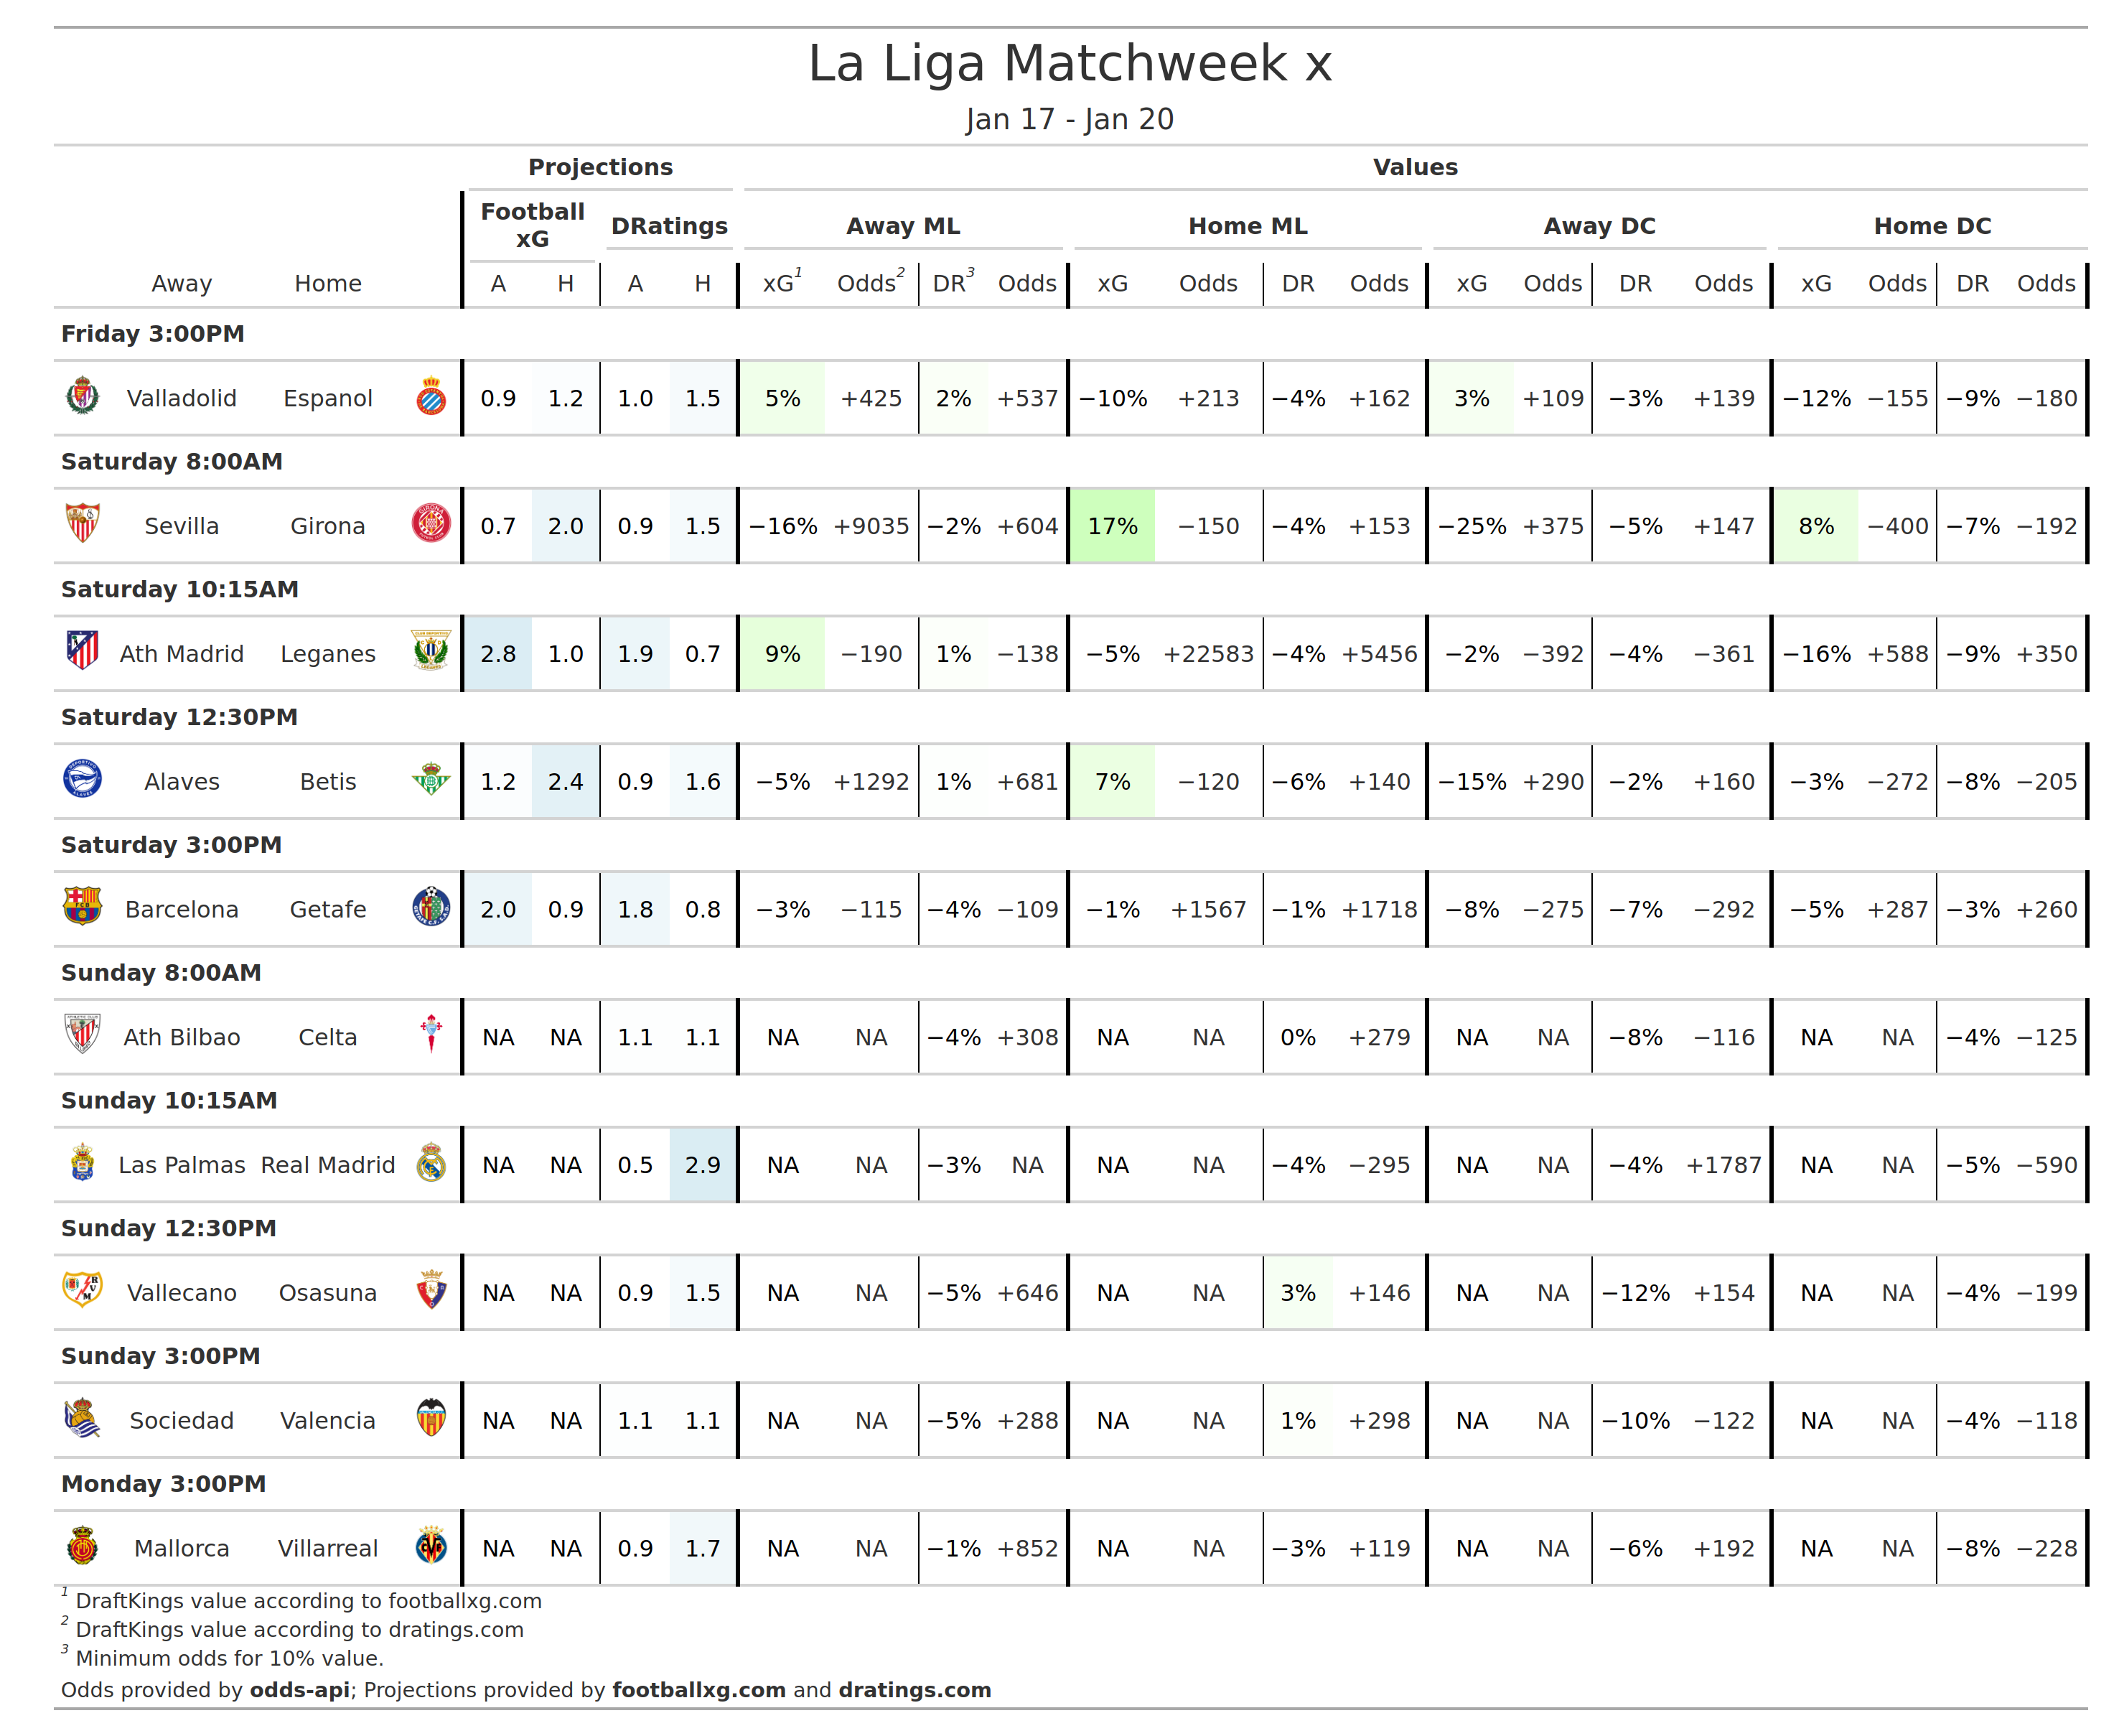 La Liga Matchweek x
Jan 17 - Jan 20
Projections Values
Football xG DRatings Away ML Home ML Away DC Home DC
Away Home A H A H xG1 Odds2 DR3 Odds xG Odds DR Odds xG Odds DR Odds xG Odds DR Odds
Friday 3:00PM
Valladolid Espanol 0.9 1.2 1.0 1.5 5% +425 2% +537 −10% +213 −4% +162 3% +109 −3% +139 −12% −155 −9% −180
Saturday 8:00AM
Sevilla Girona 0.7 2.0 0.9 1.5 −16% +9035 −2% +604 17% −150 −4% +153 −25% +375 −5% +147 8% −400 −7% −192
Saturday 10:15AM
Ath Madrid Leganes 2.8 1.0 1.9 0.7 9% −190 1% −138 −5% +22583 −4% +5456 −2% −392 −4% −361 −16% +588 −9% +350
Saturday 12:30PM
Alaves Betis 1.2 2.4 0.9 1.6 −5% +1292 1% +681 7% −120 −6% +140 −15% +290 −2% +160 −3% −272 −8% −205
Saturday 3:00PM
Barcelona Getafe 2.0 0.9 1.8 0.8 −3% −115 −4% −109 −1% +1567 −1% +1718 −8% −275 −7% −292 −5% +287 −3% +260
Sunday 8:00AM
Ath Bilbao Celta NA NA 1.1 1.1 NA NA −4% +308 NA NA 0% +279 NA NA −8% −116 NA NA −4% −125
Sunday 10:15AM
Las Palmas Real Madrid NA NA 0.5 2.9 NA NA −3% NA NA NA −4% −295 NA NA −4% +1787 NA NA −5% −590
Sunday 12:30PM
Vallecano Osasuna NA NA 0.9 1.5 NA NA −5% +646 NA NA 3% +146 NA NA −12% +154 NA NA −4% −199
Sunday 3:00PM
Sociedad Valencia NA NA 1.1 1.1 NA NA −5% +288 NA NA 1% +298 NA NA −10% −122 NA NA −4% −118
Monday 3:00PM
Mallorca Villarreal NA NA 0.9 1.7 NA NA −1% +852 NA NA −3% +119 NA NA −6% +192 NA NA −8% −228
1 DraftKings value according to footballxg.com
2 DraftKings value according to dratings.com
3 Minimum odds for 10% value.
Odds provided by odds-api; Projections provided by footballxg.com and dratings.com